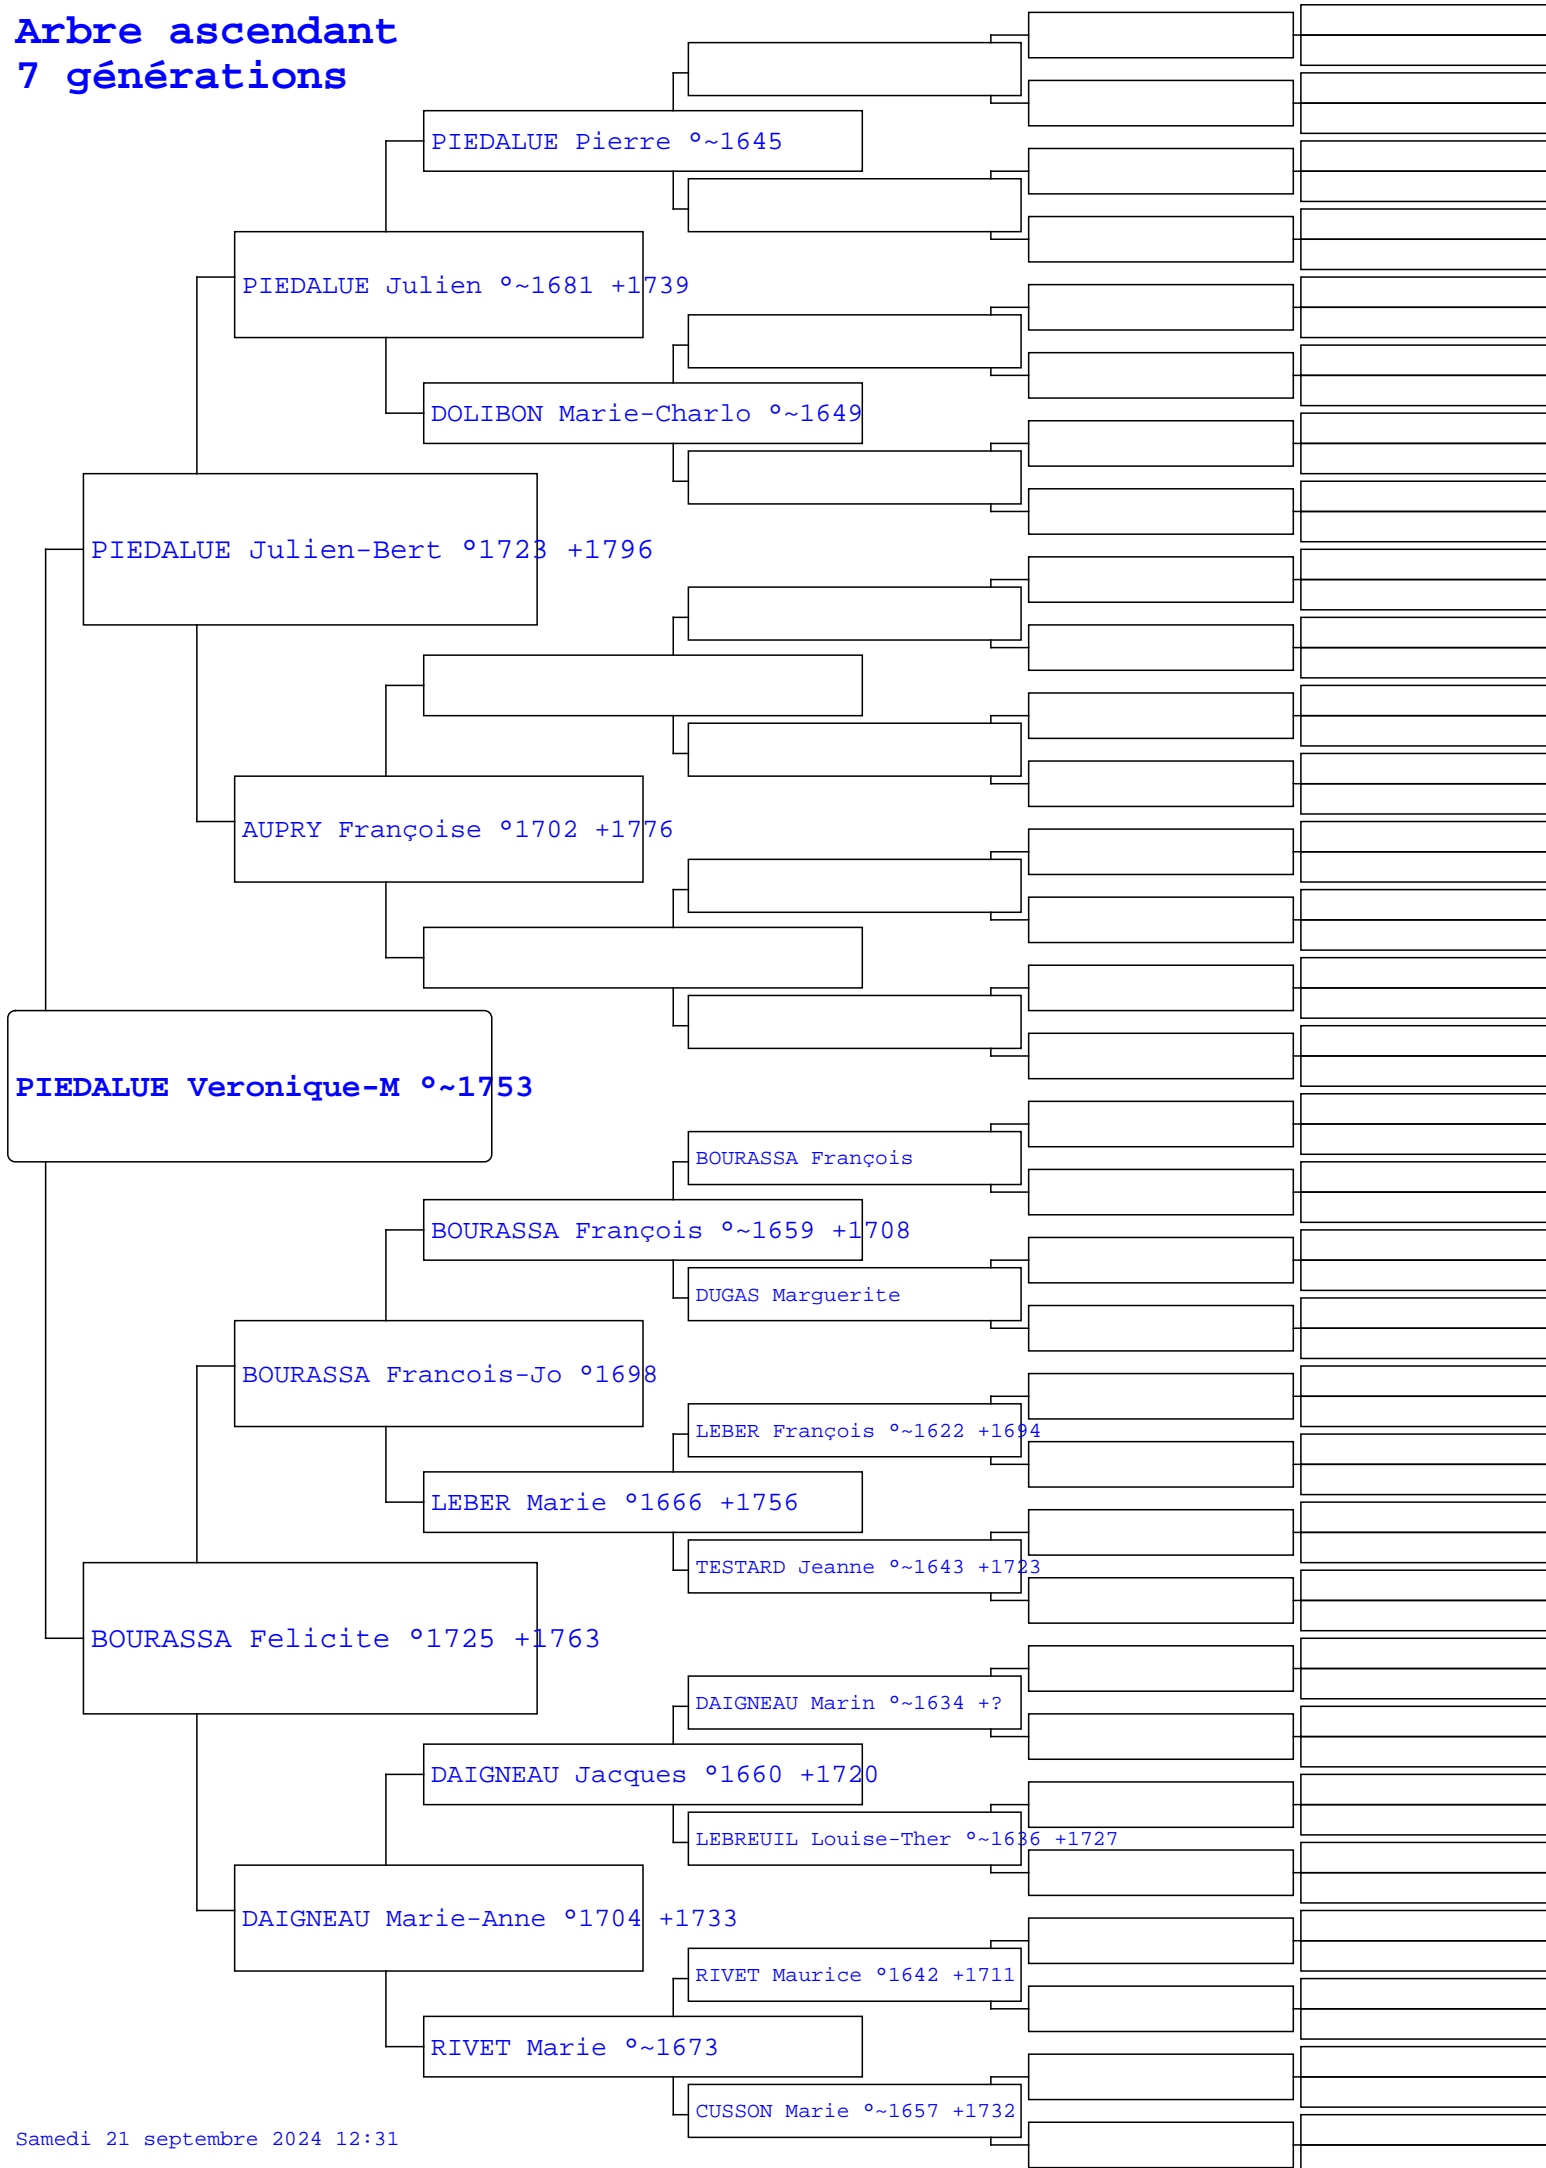 Arbre ascendant
7 générations
PIEDALUE Pierre °~1645
PIEDALUE Julien °~1681 +1739
DOLIBON Marie-Charlo °~1649
PIEDALUE Julien-Bert °1723 +1796
AUPRY Françoise °1702 +1776
PIEDALUE Veronique-M °~1753
BOURASSA François
BOURASSA François °~1659 +1708
DUGAS Marguerite
BOURASSA Francois-Jo °1698
LEBER François °~1622 +1694
LEBER Marie °1666 +1756
TESTARD Jeanne °~1643 +1723
BOURASSA Felicite °1725 +1763
DAIGNEAU Marin °~1634 +?
DAIGNEAU Jacques °1660 +1720
LEBREUIL Louise-Ther °~1636 +1727
DAIGNEAU Marie-Anne °1704 +1733
RIVET Maurice °1642 +1711
RIVET Marie °~1673
CUSSON Marie °~1657 +1732
Samedi 21 septembre 2024 12:31